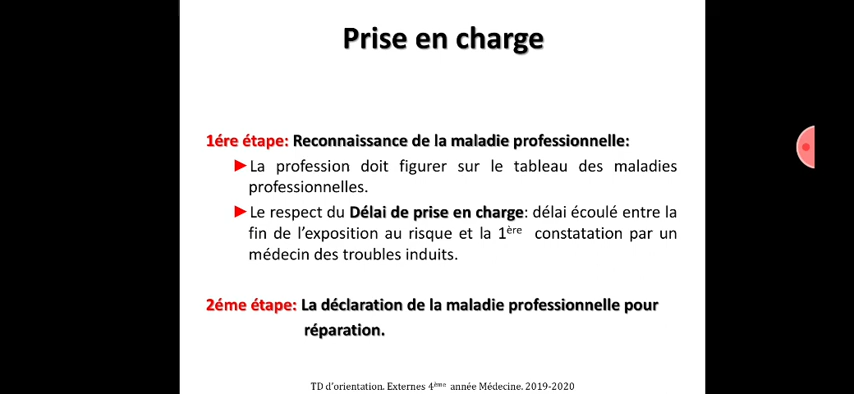 Prise en charge
1ére étape: Reconnaissance de la maladie professionnelle:
►La profession doit figurer sur le tableau des maladies
professionnelles.
►Le respect du Délai de prise en charge: délai écoulé entre la
fin de l'exposition au risque et la 1ère constatation par un
médecin des troubles induits.
2éme étape: La déclaration de la maladie professionnelle pour
réparation.
TD d'orientation. Externes 4ème année Médecine. 2019-2020